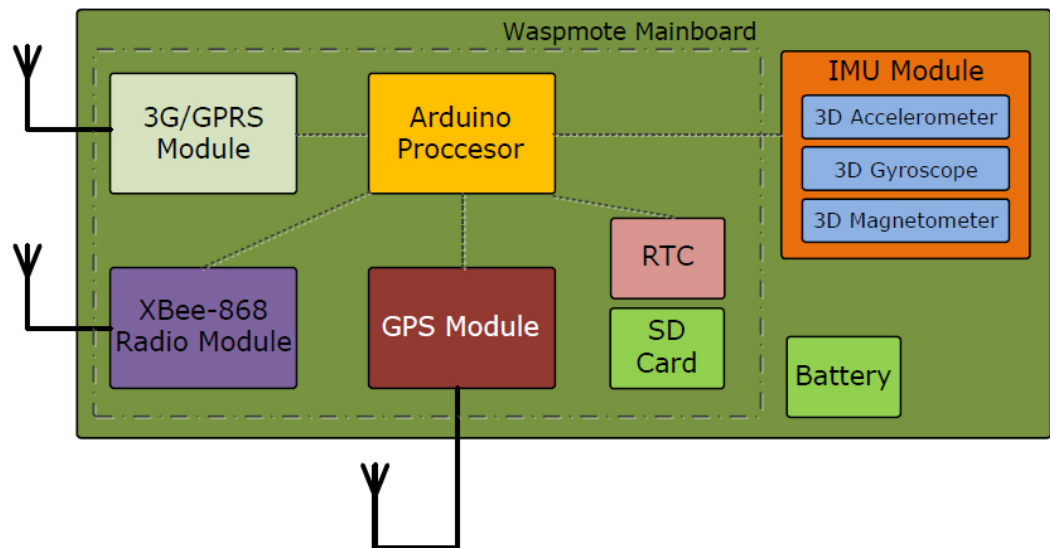 Waspmote Mainboard
3G/GPRS
Module
Arduino
Proccesor
IMU Module
3D Accelerometer
3D Gyroscope
3D Magnetometer
XBee-868
Radio Module
GPS Module
RTC
SD
Card
Battery